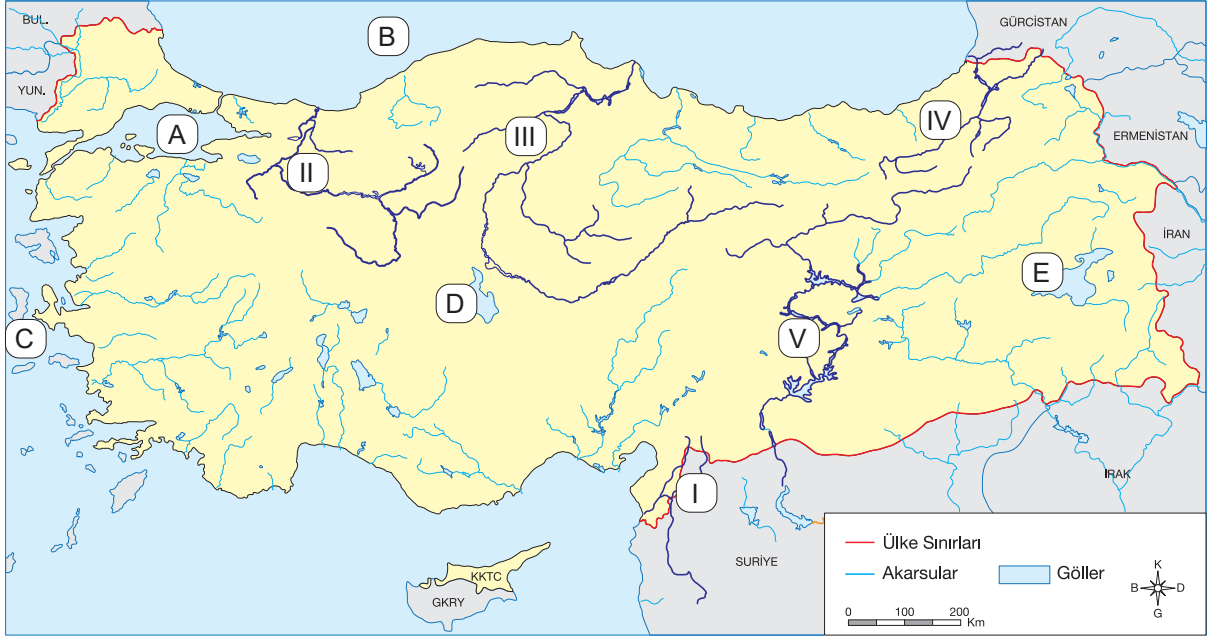 BUL.
GÜRCİSTAN
B
YUN.
A
III
IV
ERMENİSTAN
II
İRAN
E
D
C
V
I
İRAK
SURİYE
KKTC
GKRY
Ülke Sınırları
Akarsular
Göller
K
B D
G
0 100 200
Km